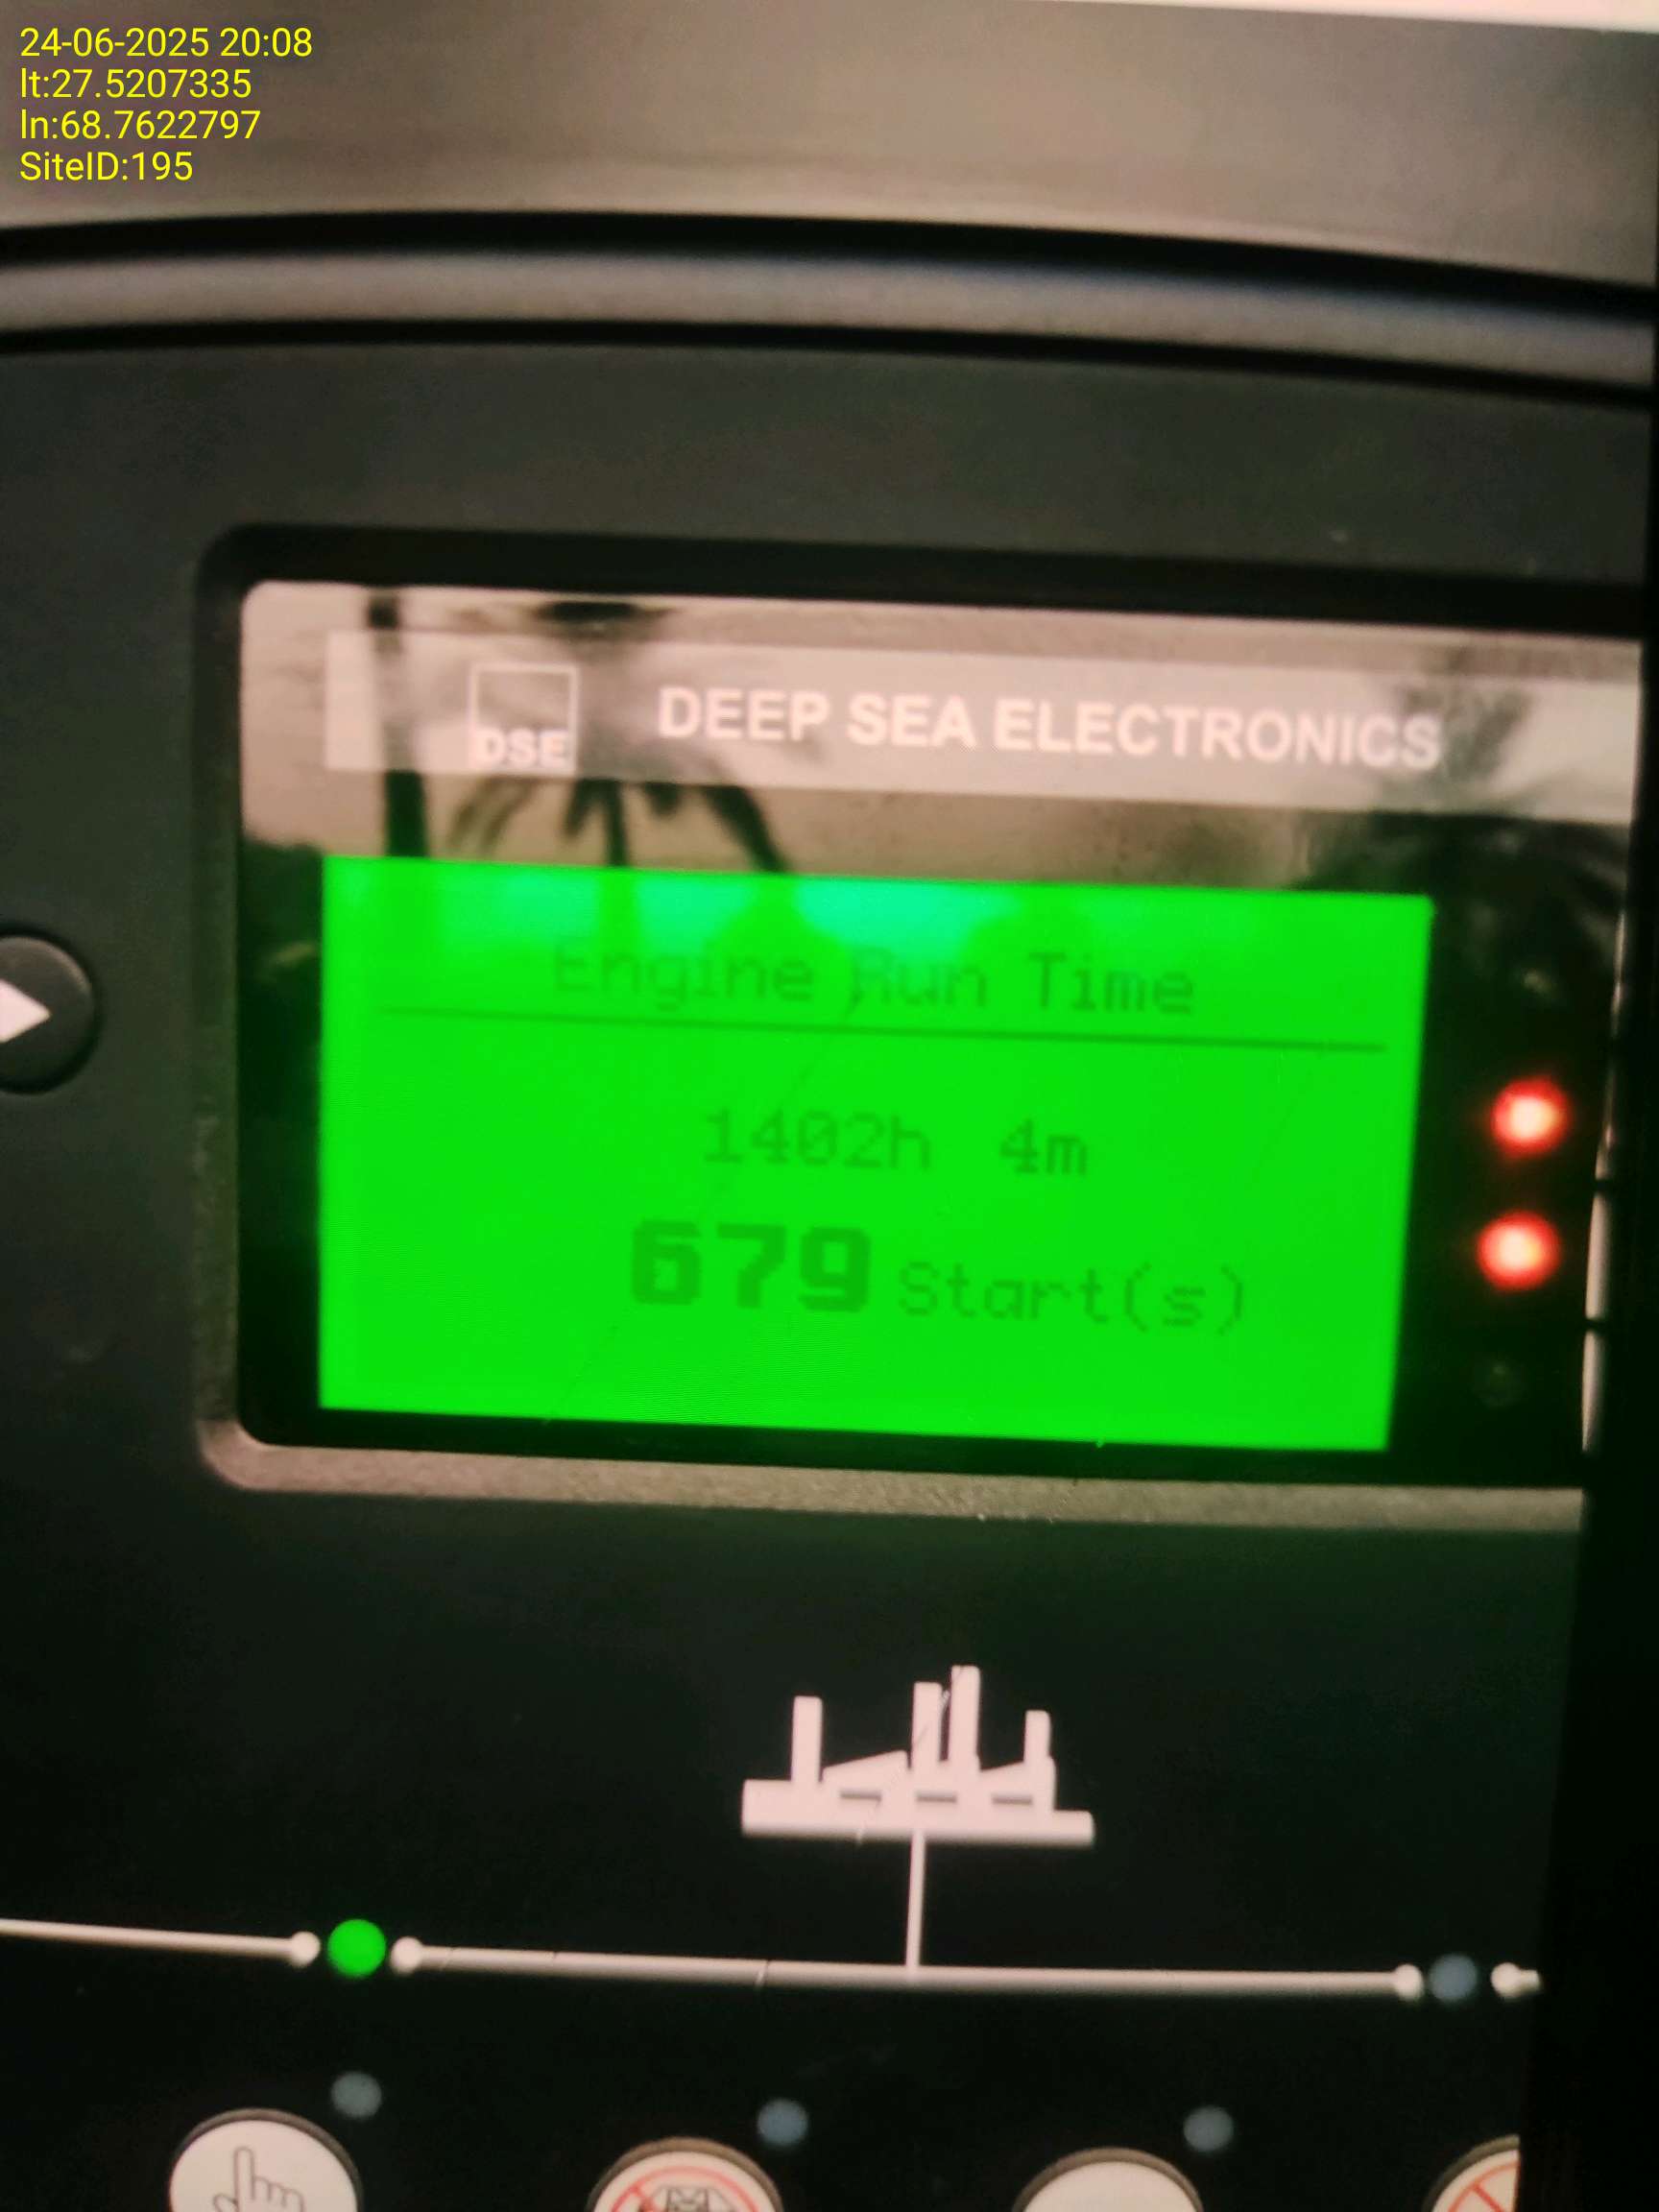 24-06-2025 20:08
lt:27.5207335
ln:68.7622797
SiteID:195
DSE DEEP SEA ELECTRONICS
Engine Run Time
1402h 4m
679 Start(s)